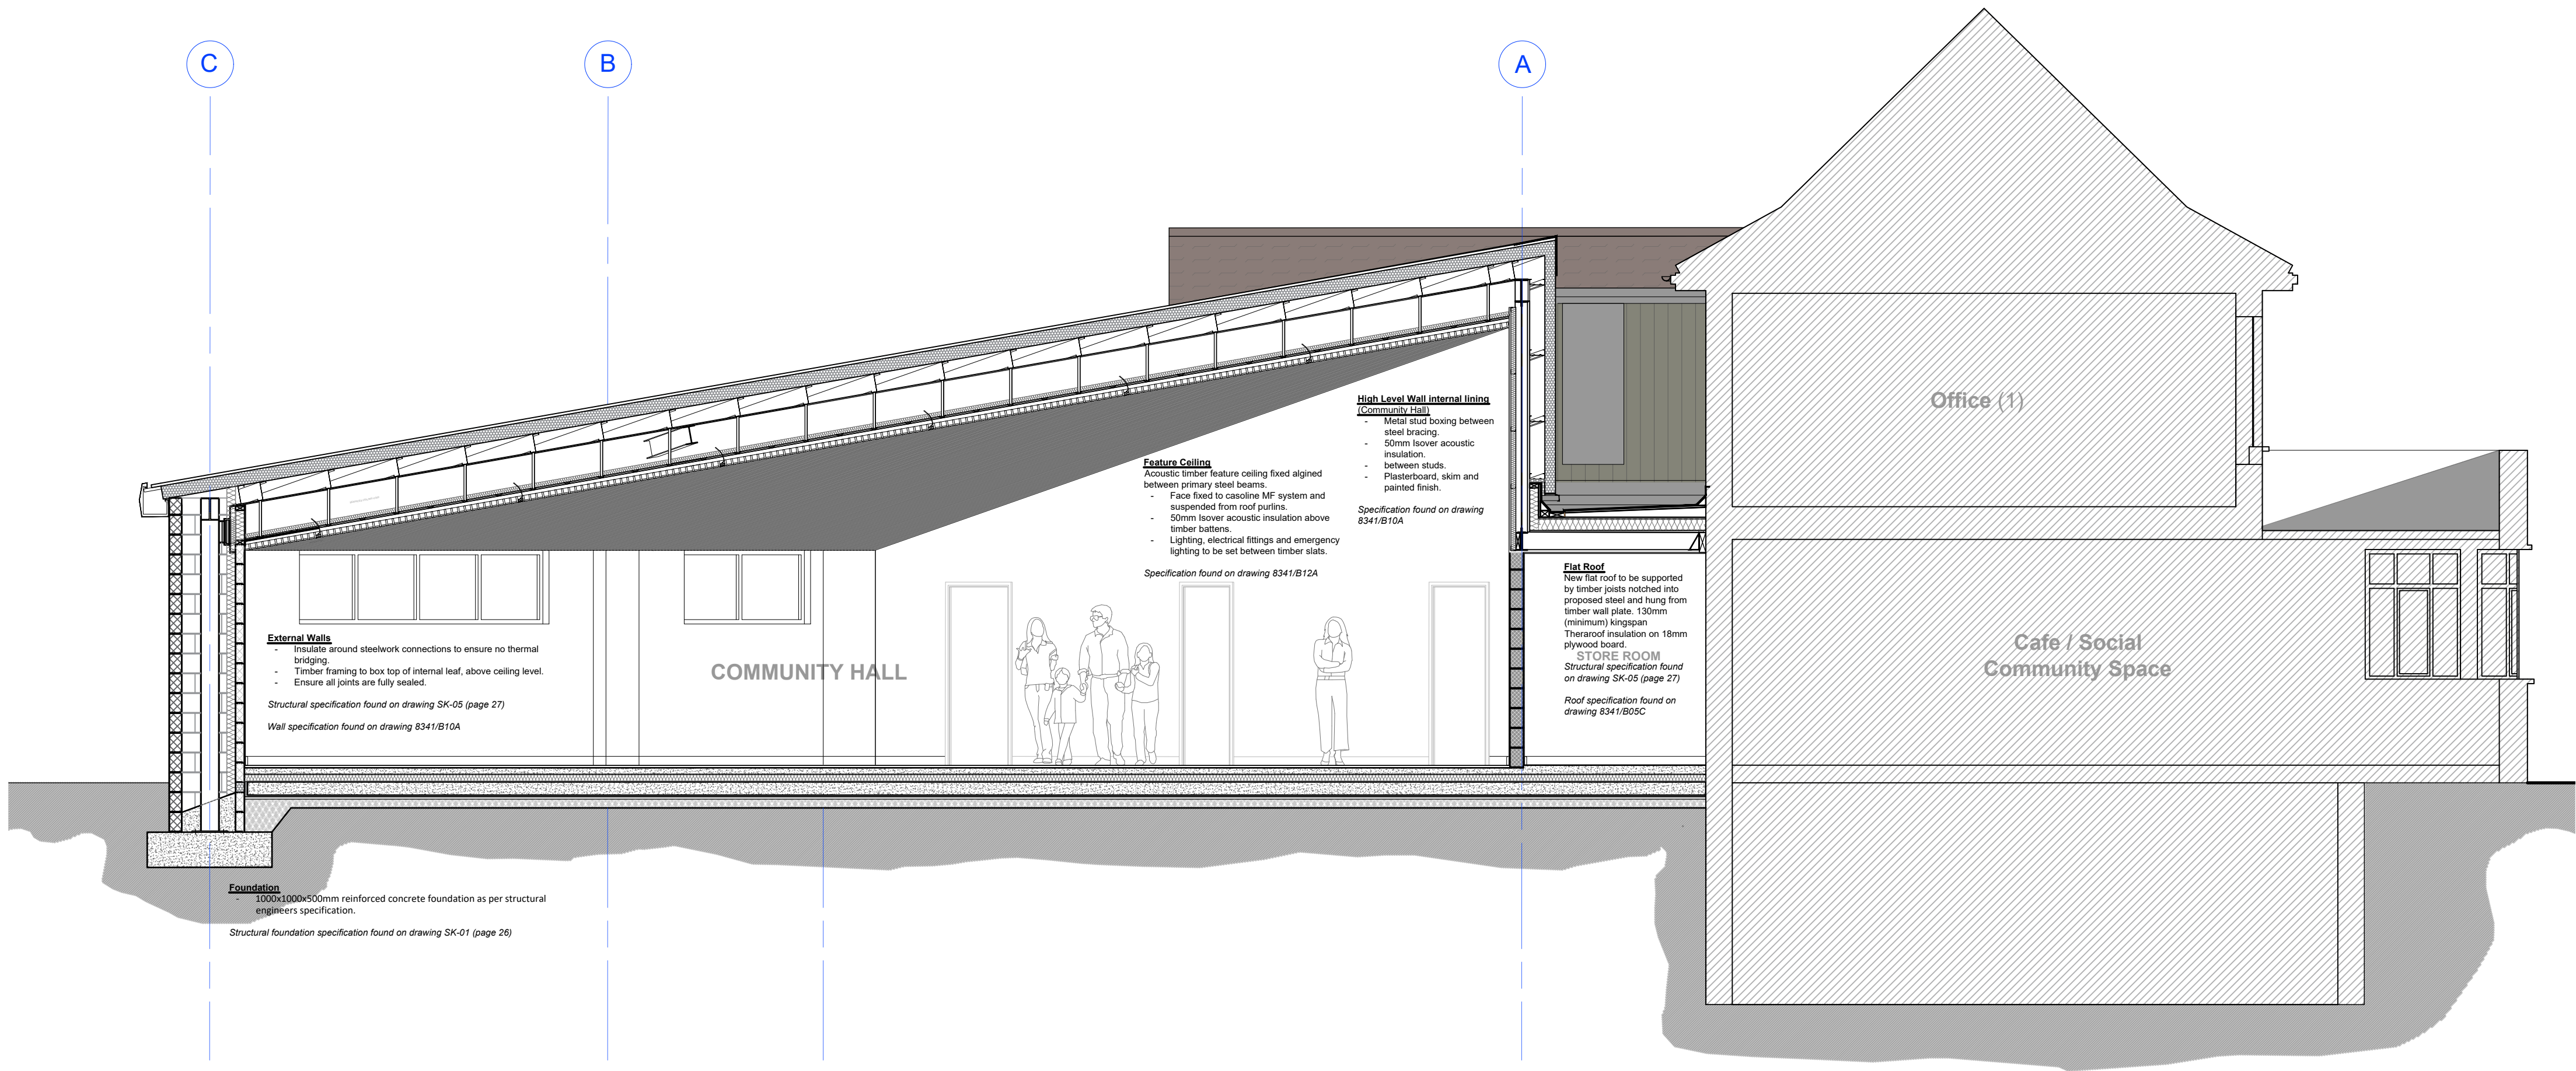 C
B
A
Office (1)
High Level Wall internal lining
(Community Hall)
- Metal stud boxing between
steel bracing.
- 50mm Isover acoustic
insulation.
- between studs.
- Plasterboard, skim and
painted finish.
Specification found on drawing
8341/B10A
Feature Ceiling
Acoustic timber feature ceiling fixed algined
between primary steel beams.
- Face fixed to casoline MF system and
suspended from roof purlins.
- 50mm Isover acoustic insulation above
timber battens.
- Lighting, electrical fittings and emergency
lighting to be set between timber slats.
Specification found on drawing 8341/B12A
Flat Roof
New flat roof to be supported
by timber joists notched into
proposed steel and hung from
timber wall plate. 130mm
(minimum) kingspan
Theraroof insulation on 18mm
plywood board.
STORE ROOM
Structural specification found
on drawing SK-05 (page 27)
Roof specification found on
drawing 8341/B05C
External Walls
- Insulate around steelwork connections to ensure no thermal
bridging.
- Timber framing to box top of internal leaf, above ceiling level.
- Ensure all joints are fully sealed.
Structural specification found on drawing SK-05 (page 27)
Wall specification found on drawing 8341/B10A
COMMUNITY HALL
Cafe / Social
Community Space
Foundation
- 1000x1000x500mm reinforced concrete foundation as per structural
engineers specification.
Structural foundation specification found on drawing SK-01 (page 26)